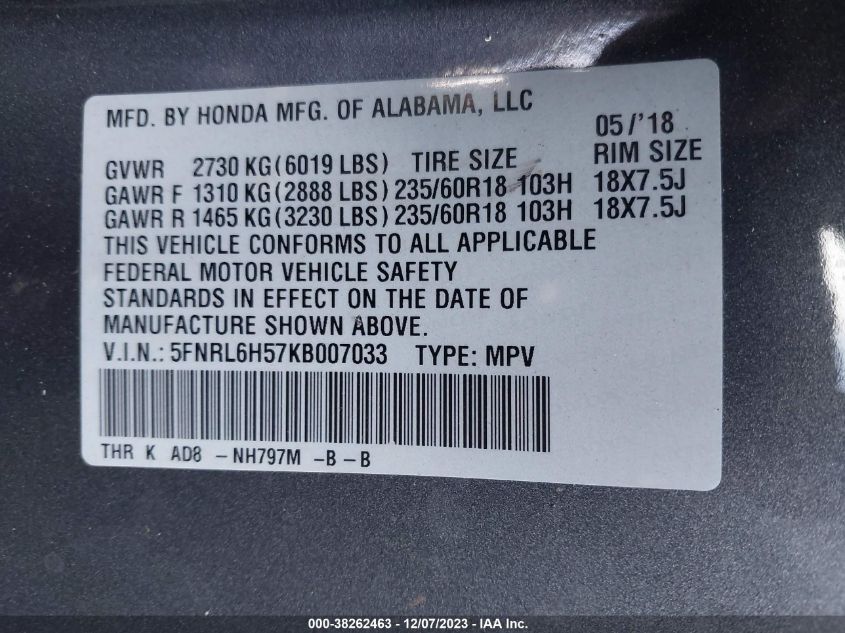 MFD. BY HONDA MFG. OF ALABAMA, LLC
05/'18
GVWR 2730 KG (6019 LBS) TIRE SIZE RIM SIZE
GAWR F 1310 KG (2888 LBS) 235/60R18 103H 18X7.5J
GAWR R 1465 KG (3230 LBS) 235/60R18 103H 18X7.5J
THIS VEHICLE CONFORMS TO ALL APPLICABLE
FEDERAL MOTOR VEHICLE SAFETY
STANDARDS IN EFFECT ON THE DATE OF
MANUFACTURE SHOWN ABOVE.
V.I.N.: 5FNRL6H57KB007033 TYPE: MPV
THR K AD8 -NH797M -B-B
000-38262463 - 12/07/2023 - IAA Inc.